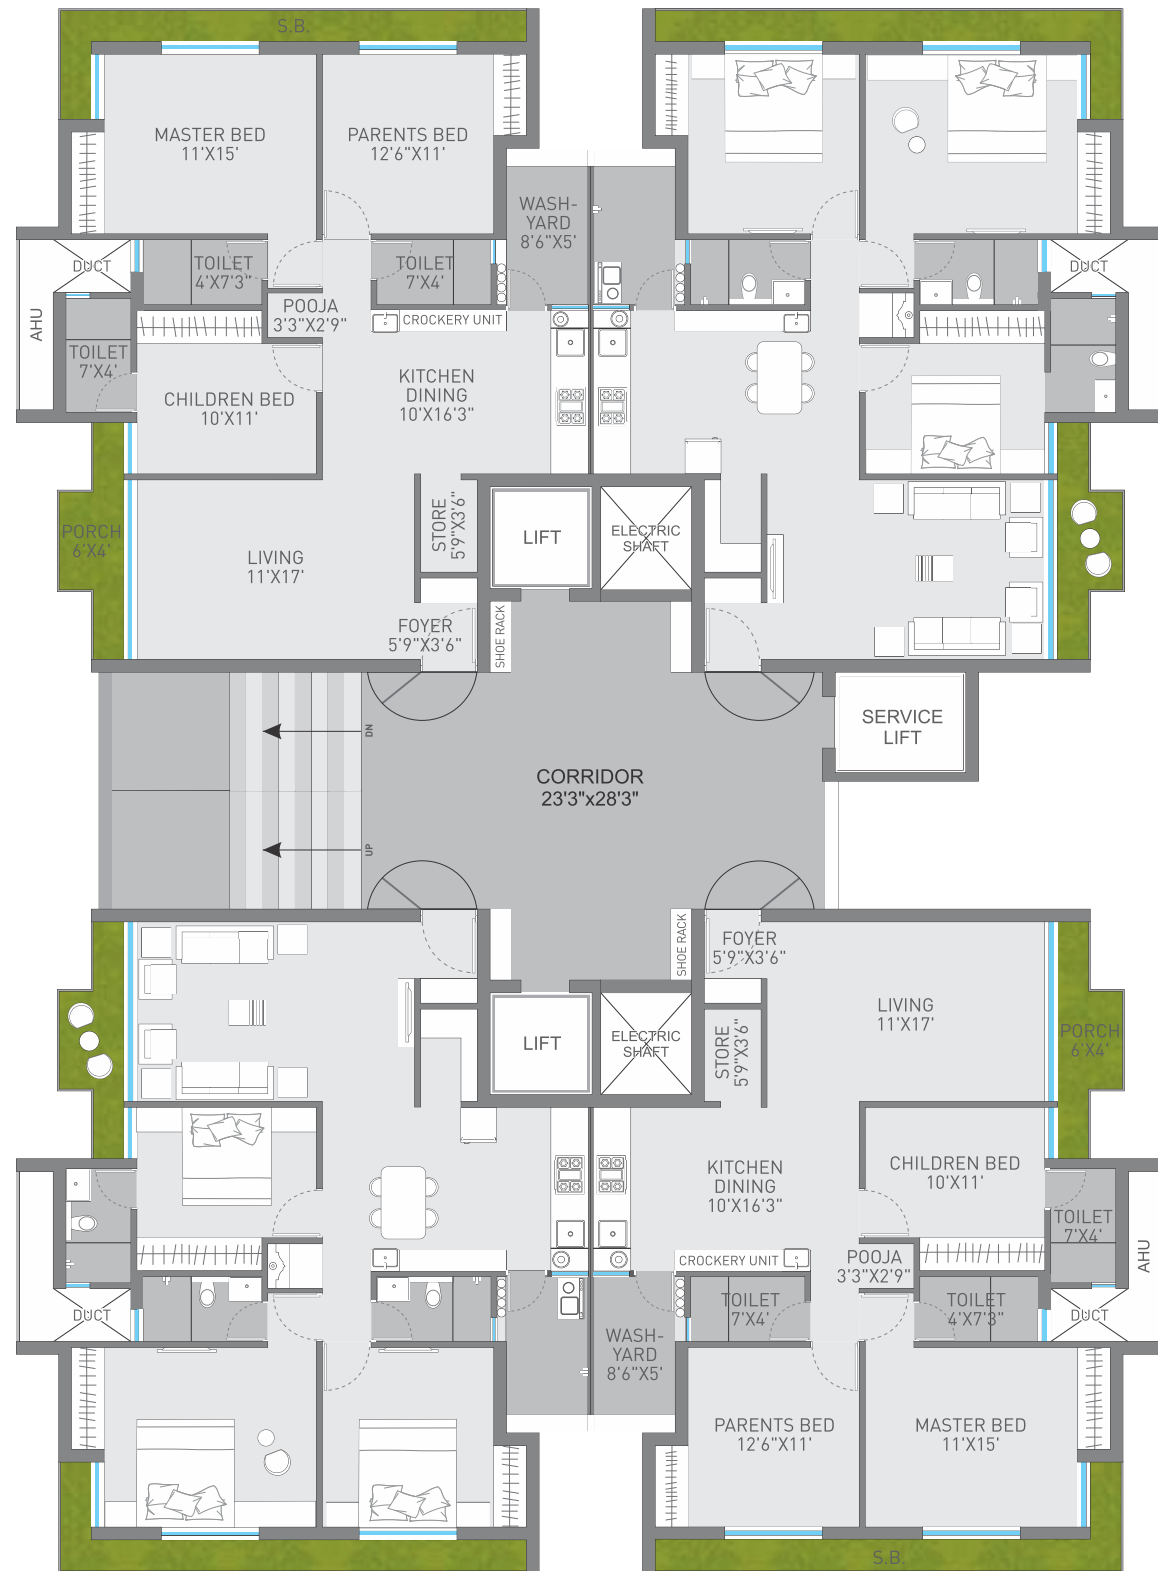 S.B.
MASTER BED
11'X15'
PARENTS BED
12'6"X11'
WASH-
YARD
8'6"X5'
DUCT
TOILET
4'X7'3"
TOILET
7'X4'
DUCT
POOJA
3'3"X2'9"
CROCKERY UNIT
AHU
TOILET
7'X4'
CHILDREN BED
10'X11'
KITCHEN
DINING
10'X16'3"
PORCH
6'X4'
LIVING
11'X17'
STORE
5'9"X3'6"
LIFT
ELECTRIC
SHAFT
FOYER
5'9"X3'6"
SHOE RACK
DN
SERVICE
LIFT
CORRIDOR
23'3"x28'3"
UP
SHOE RACK
FOYER
5'9"X3'6"
LIVING
11'X17'
LIFT
ELECTRIC
SHAFT
STORE
5'9"X3'6"
PORCH
6'X4'
KITCHEN
DINING
10'X16'3"
CHILDREN BED
10'X11'
TOILET
7'X4'
AHU
CROCKERY UNIT
POOJA
3'3"X2'9"
DUCT
TOILET
7'X4'
TOILET
4'X7'3"
DUCT
WASH-
YARD
8'6"X5'
PARENTS BED
12'6"X11'
MASTER BED
11'X15'
S.B.